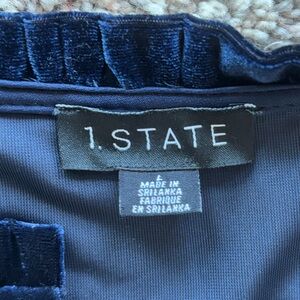 1.STATE
L
MADE IN
SRI LANKA
FABRIQUE
EN SRI LANKA